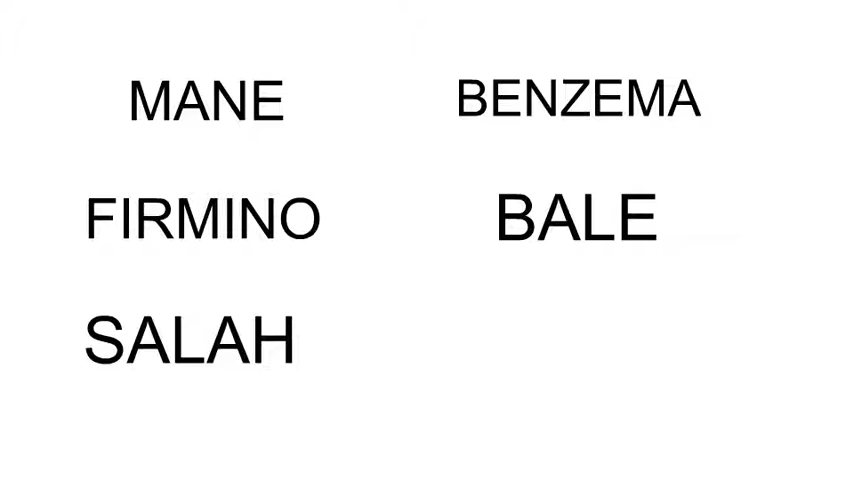 MANE
FIRMINO
SALAH
BENZEMA
BALE